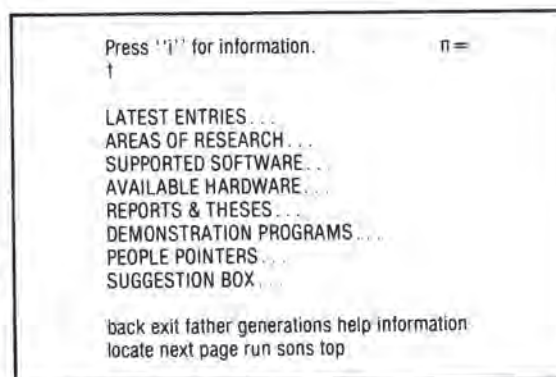 Press ''i'' for information. n=
†
LATEST ENTRIES...
AREAS OF RESEARCH...
SUPPORTED SOFTWARE...
AVAILABLE HARDWARE...
REPORTS & THESES...
DEMONSTRATION PROGRAMS...
PEOPLE POINTERS...
SUGGESTION BOX...
back exit father generations help information
locate next page run sons top